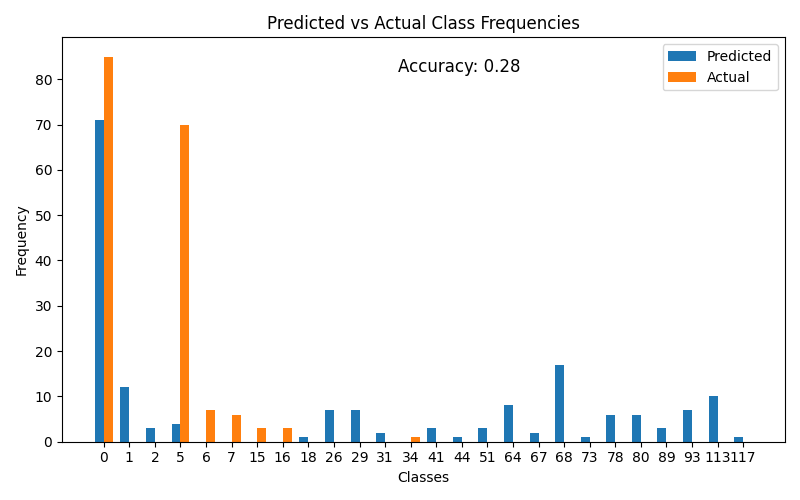 Predicted vs Actual Class Frequencies
Accuracy: 0.28
Predicted
Actual
Frequency
80
70
60
50
40
30
20
10
0
0 1 2 5 6 7 15 16 18 26 29 31 34 41 44 51 64 67 68 73 78 80 89 93 113 117
Classes